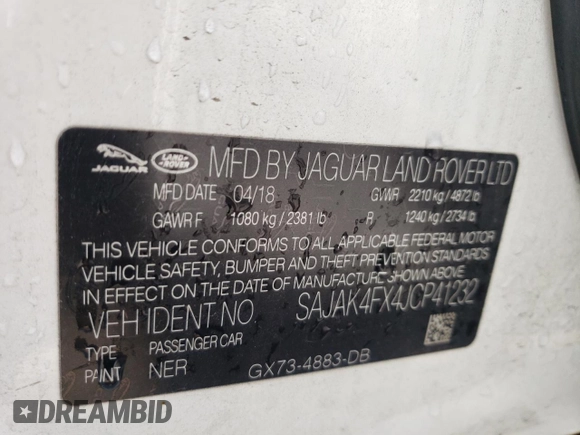 JAGUAR LAND ROVER MFD BY JAGUAR LAND ROVER LTD
MFD DATE 04/18 GVWR 2210 kg / 4872 lb
GAWR F 1080 kg / 2381 lb R 1240 kg / 2734 lb
THIS VEHICLE CONFORMS TO ALL APPLICABLE FEDERAL MOTOR
VEHICLE SAFETY, BUMPER AND THEFT PREVENTION STANDARDS
IN EFFECT ON THE DATE OF MANUFACTURE SHOWN ABOVE.
VEH IDENT NO SAJAK4FX4JCP41232
TYPE PASSENGER CAR
PAINT NER GX73-4883-DB
DREAMBID